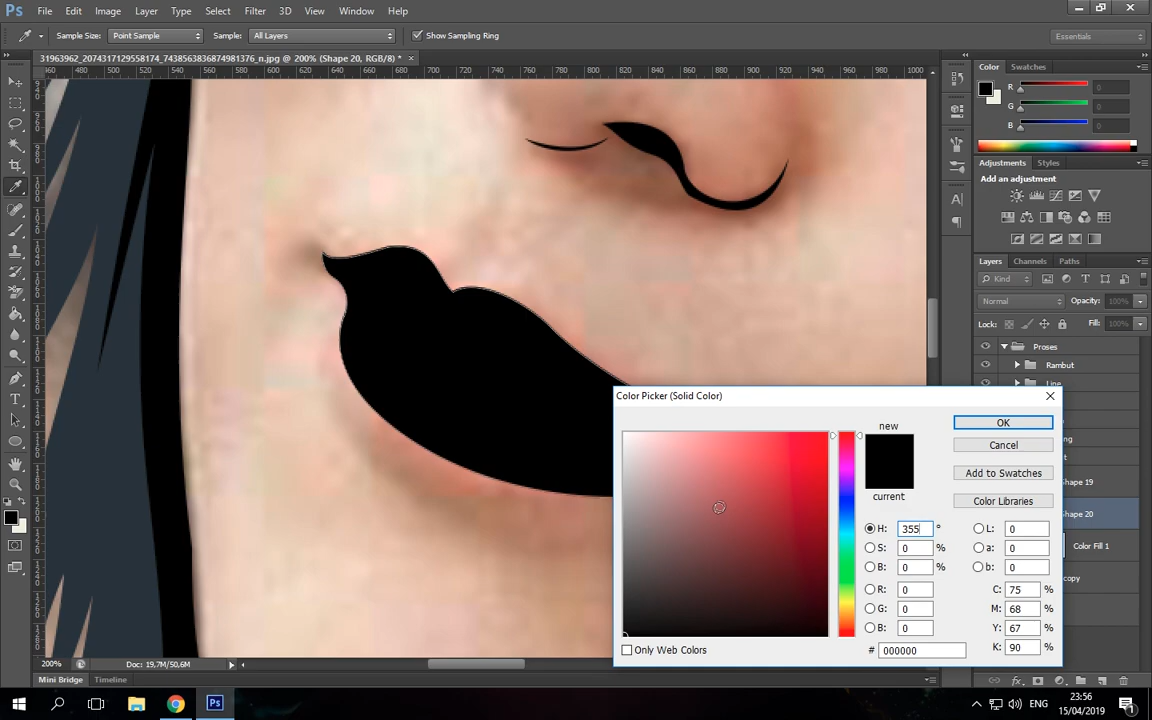 Ps File Edit Image Layer Type Select Filter 3D View Window Help
Sample Size: Point Sample Sample: All Layers Show Sampling Ring Essentials
31963962_2074317129558174_7438563836874981376_n.jpg @ 200% (Shape 20, RGB/8) * ×
480 500 520 540 560 580 600 620 640 660 680 700 720 740 760 780 800 820 840 860 880 900 920 940 960 980 1000
Color Swatches
R 0
G 0
B 0
Adjustments Styles
Add an adjustment
Layers Channels Paths
Kind
Normal Opacity: 100%
Lock: Fill: 100%
Proses
Rambut
Line
Shape 19
Shape 20
Color Fill 1
copy
Color Picker (Solid Color)
new
current
OK
Cancel
Add to Swatches
Color Libraries
H: 355 ° L: 0
S: 0 % a: 0
B: 0 % b: 0
R: 0 C: 75 %
G: 0 M: 68 %
B: 0 Y: 67 %
K: 90 %
Only Web Colors # 000000
200% Doc: 19,7M/50,6M
Mini Bridge Timeline
ENG 23:56
15/04/2019 1